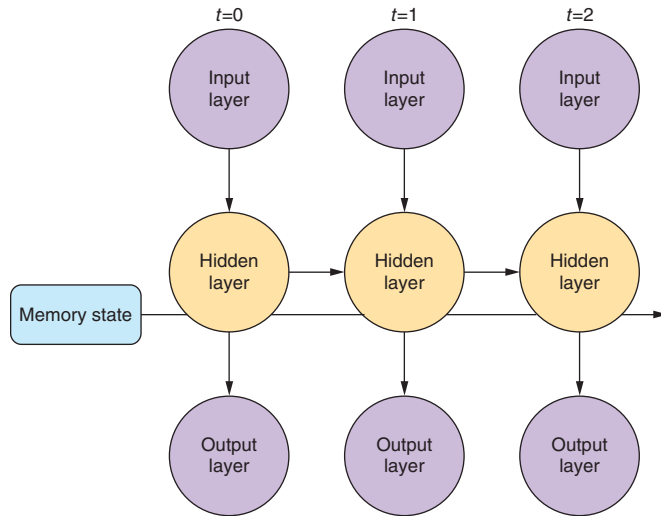 t=0
t=1
t=2
Input
layer
Input
layer
Input
layer
Hidden
layer
Hidden
layer
Hidden
layer
Memory state
Output
layer
Output
layer
Output
layer